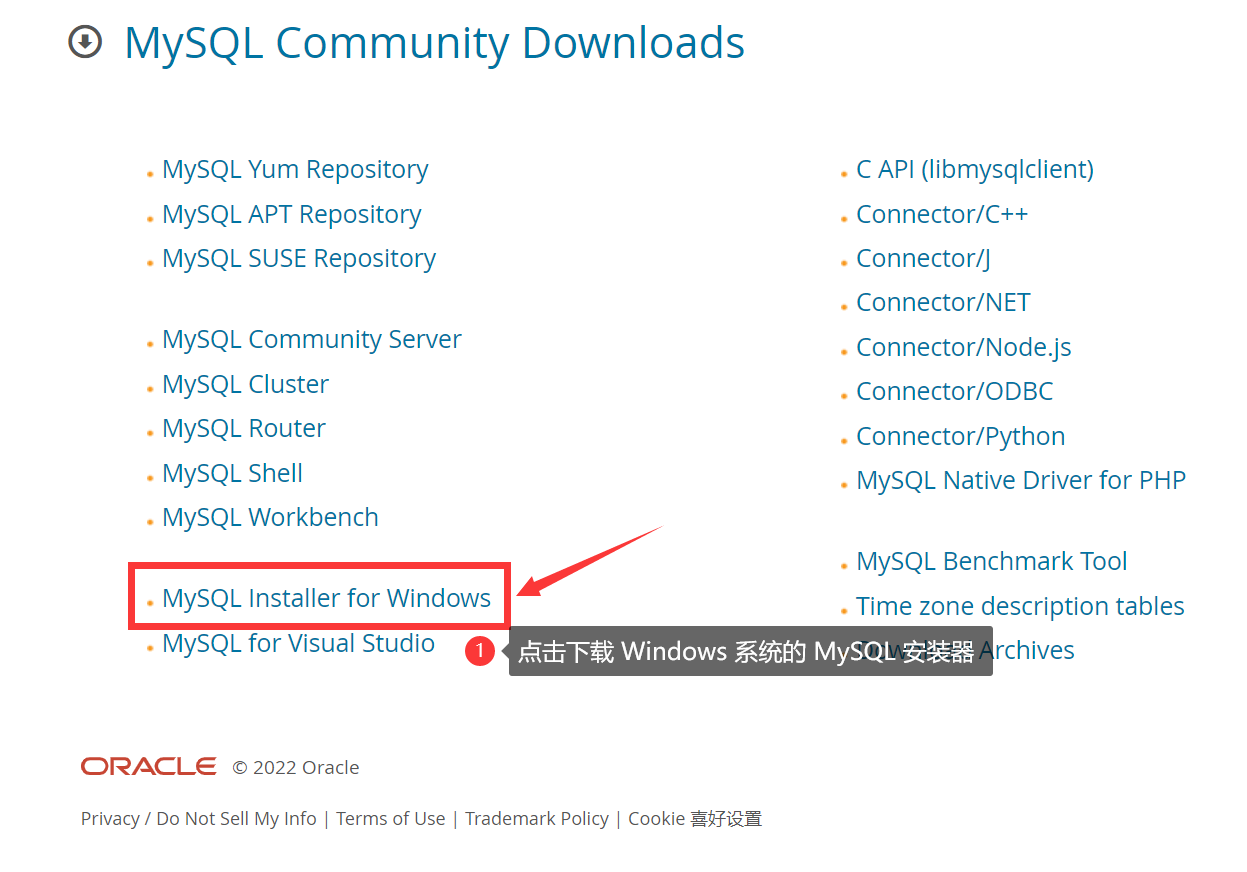 MySQL Community Downloads
MySQL Yum Repository
MySQL APT Repository
MySQL SUSE Repository
MySQL Community Server
MySQL Cluster
MySQL Router
MySQL Shell
MySQL Workbench
MySQL Installer for Windows
MySQL for Visual Studio
C API (libmysqlclient)
Connector/C++
Connector/J
Connector/NET
Connector/Node.js
Connector/ODBC
Connector/Python
MySQL Native Driver for PHP
MySQL Benchmark Tool
Time zone description tables
Archives
1 点击下载 Windows 系统的 MySQL 安装器
ORACLE © 2022 Oracle
Privacy / Do Not Sell My Info | Terms of Use | Trademark Policy | Cookie 喜好设置